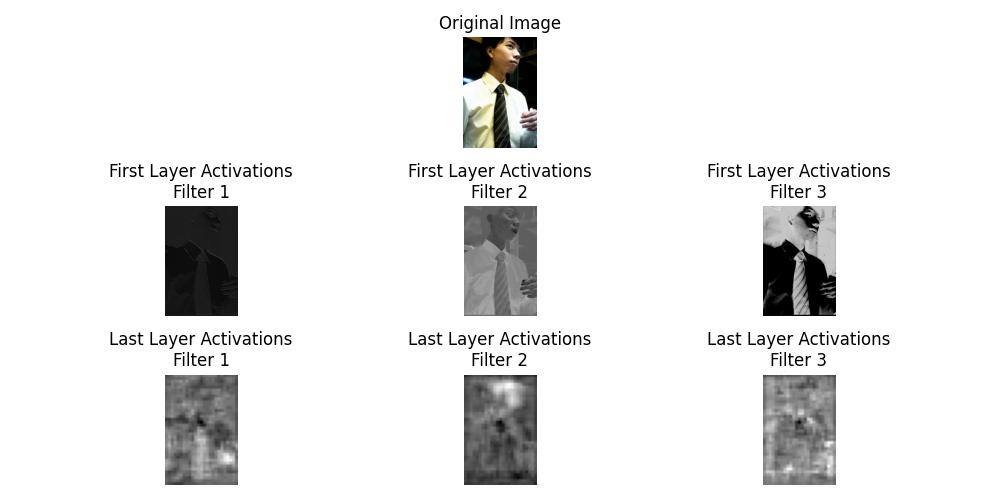 Original Image
First Layer Activations
Filter 1
First Layer Activations
Filter 2
First Layer Activations
Filter 3
Last Layer Activations
Filter 1
Last Layer Activations
Filter 2
Last Layer Activations
Filter 3